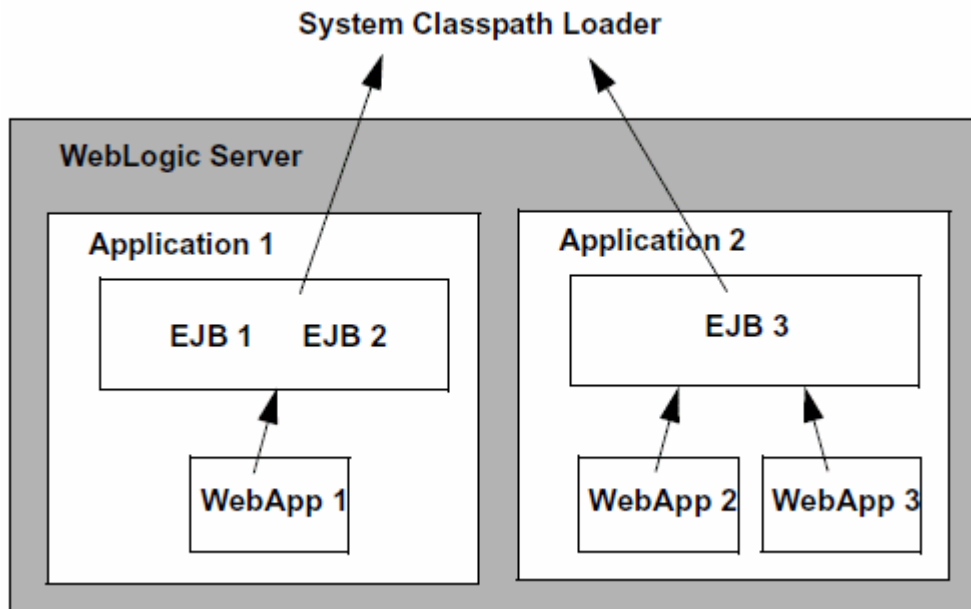 System Classpath Loader
WebLogic Server
Application 1
EJB 1
EJB 2
WebApp 1
Application 2
EJB 3
WebApp 2
WebApp 3